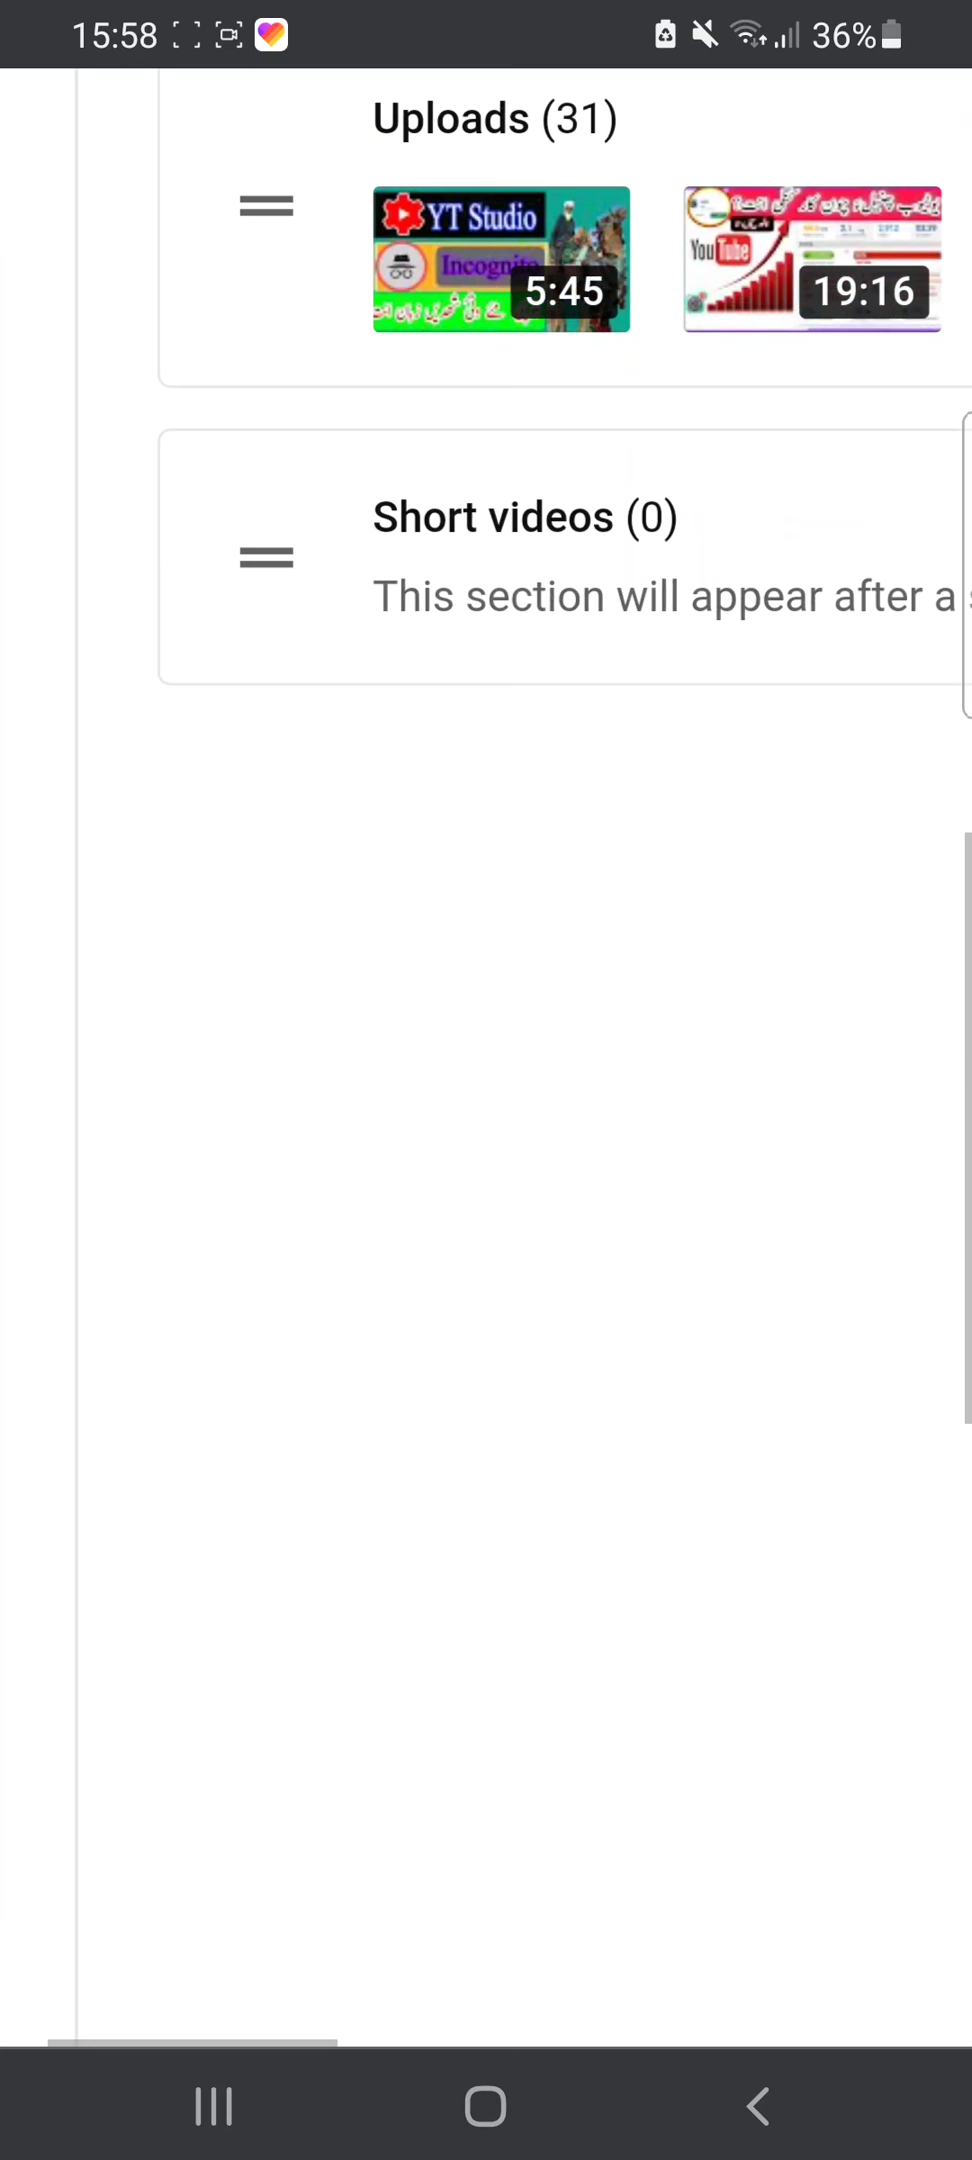 15:58
36%
Uploads (31)
YT Studio
5:45
You Tube
19:16
Short videos (0)
This section will appear after a